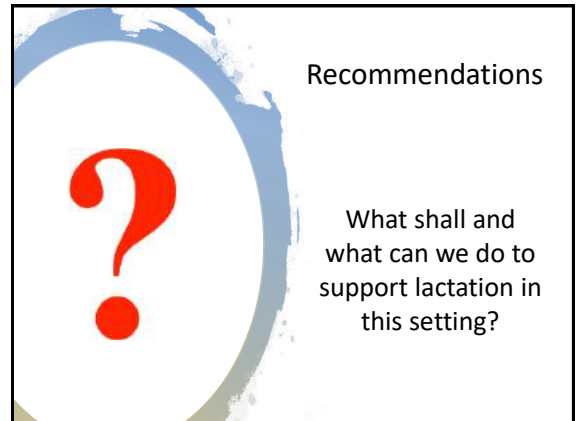 Recommendations
?
What shall and
what can we do to
support lactation in
this setting?